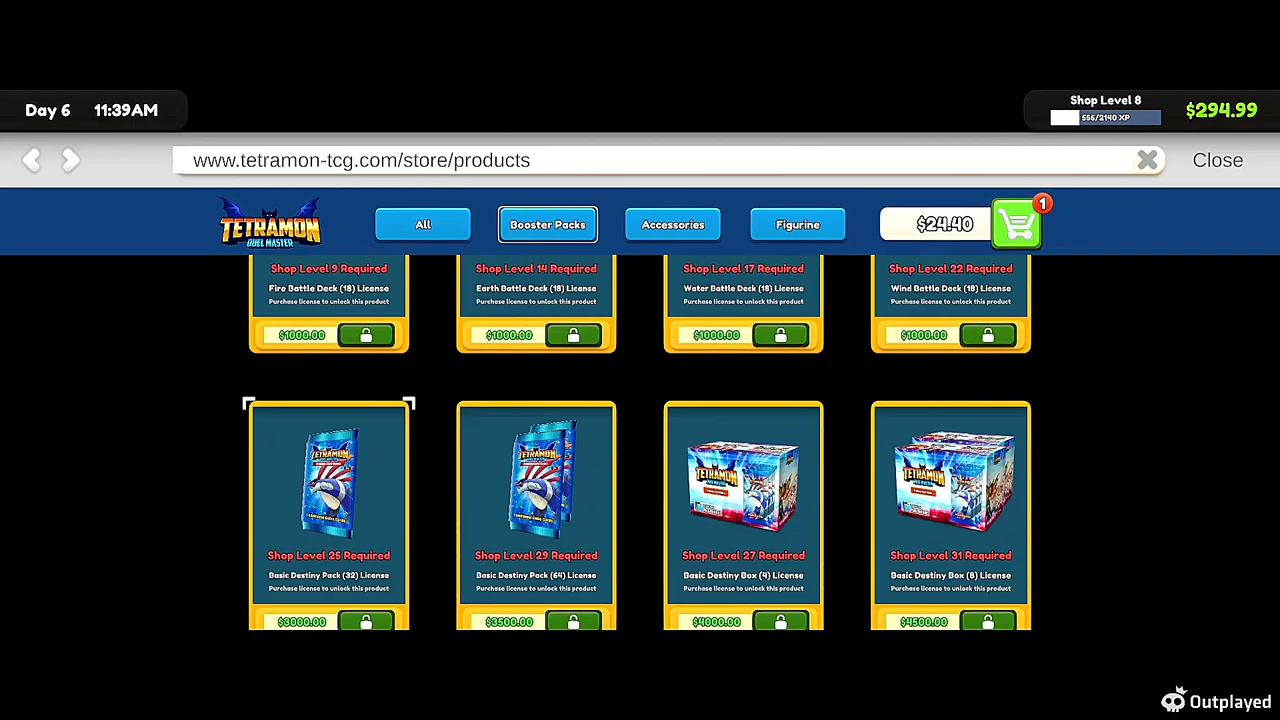 Day 6 11:39AM
Shop Level 8
556/2140 XP
$294.99
www.tetramon-tcg.com/store/products
Close
TETRAMON
DUEL MASTER
All
Booster Packs
Accessories
Figurine
$24.40
1
Shop Level 9 Required
Fire Battle Deck (18) License
Purchase license to unlock this product
$1000.00
Shop Level 14 Required
Earth Battle Deck (18) License
Purchase license to unlock this product
$1000.00
Shop Level 17 Required
Water Battle Deck (18) License
Purchase license to unlock this product
$1000.00
Shop Level 22 Required
Wind Battle Deck (18) License
Purchase license to unlock this product
$1000.00
TETRAMON
Shop Level 25 Required
Basic Destiny Pack (32) License
Purchase license to unlock this product
$3000.00
TETRAMON
Shop Level 29 Required
Basic Destiny Pack (64) License
Purchase license to unlock this product
$3500.00
TETRAMON
Shop Level 27 Required
Basic Destiny Box (4) License
Purchase license to unlock this product
$4000.00
TETRAMON
Shop Level 31 Required
Basic Destiny Box (8) License
Purchase license to unlock this product
$4500.00
Outplayed